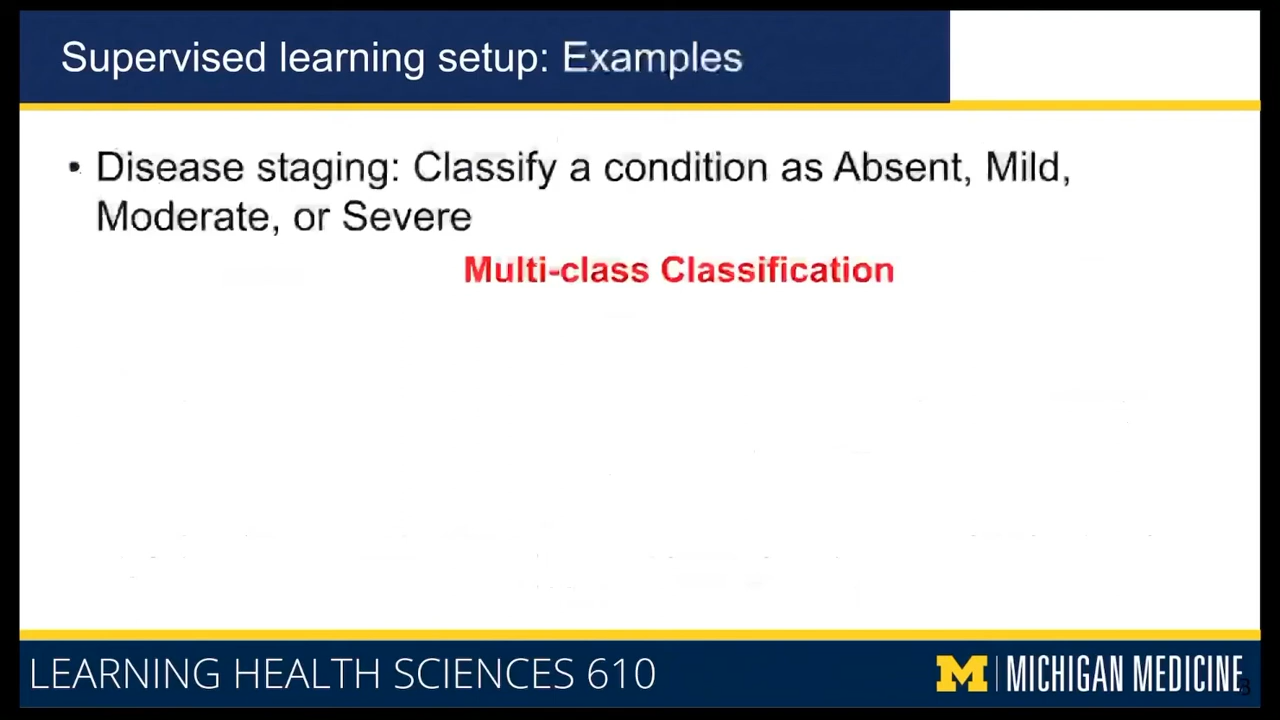 Supervised learning setup: Examples
• Disease staging: Classify a condition as Absent, Mild,
Moderate, or Severe
Multi-class Classification
LEARNING HEALTH SCIENCES 610
M | MICHIGAN MEDICINE